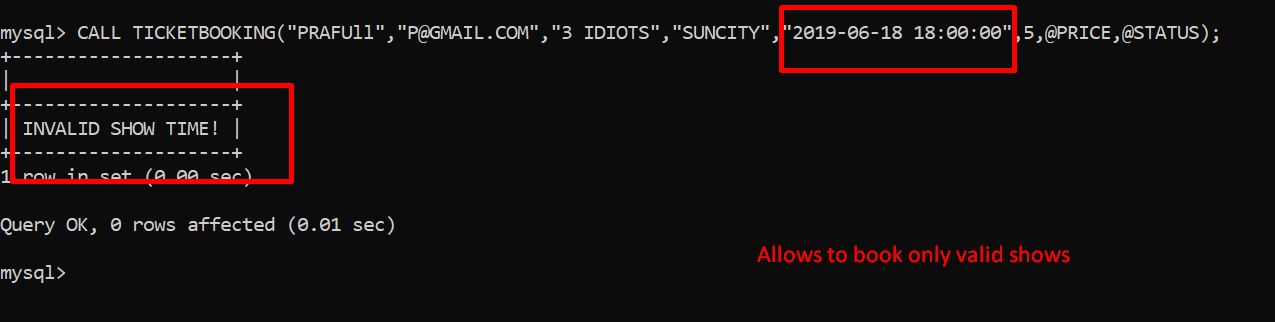 mysql> CALL TICKETBOOKING("PRAFUll","P@GMAIL.COM","3 IDIOTS","SUNCITY","2019-06-18 18:00:00",5,@PRICE,@STATUS);
+--------------------+
|                    |
+--------------------+
| INVALID SHOW TIME! |
+--------------------+
1 row in set (0.00 sec)
Query OK, 0 rows affected (0.01 sec)
Allows to book only valid shows
mysql>